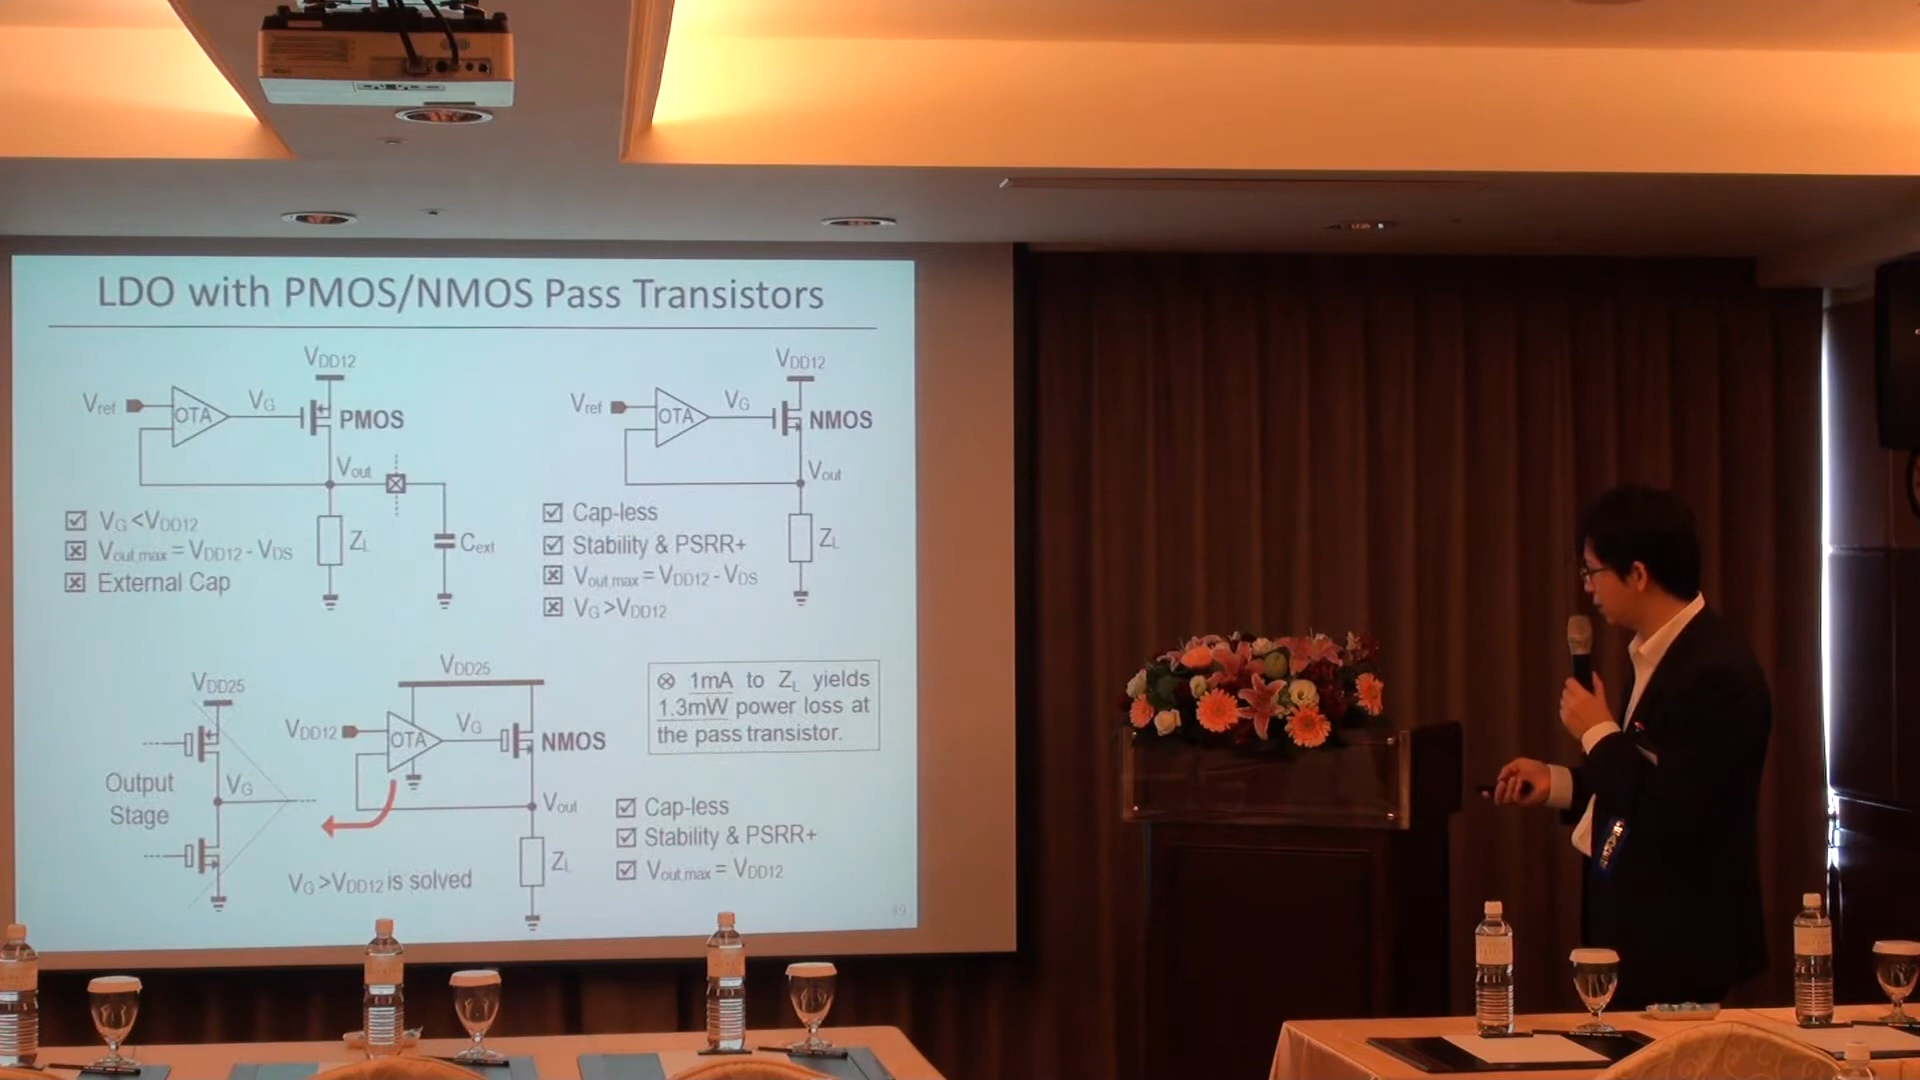 LDO with PMOS/NMOS Pass Transistors
VDD12
Vref
OTA
VG
PMOS
Vout
ZL
Cext
☑ VG <VDD12
☒ Vout max = VDD12 - VDS
☒ External Cap
VDD12
Vref
OTA
VG
NMOS
Vout
ZL
☑ Cap-less
☑ Stability & PSRR+
☒ Vout max = VDD12 - VDS
☒ VG >VDD12
VDD25
Output
Stage
VG
VDD25
VDD12
OTA
VG
NMOS
Vout
ZL
VG >VDD12 is solved
⊗ 1mA to ZL yields
1.3mW power loss at
the pass transistor.
☑ Cap-less
☑ Stability & PSRR+
☑ Vout max = VDD12